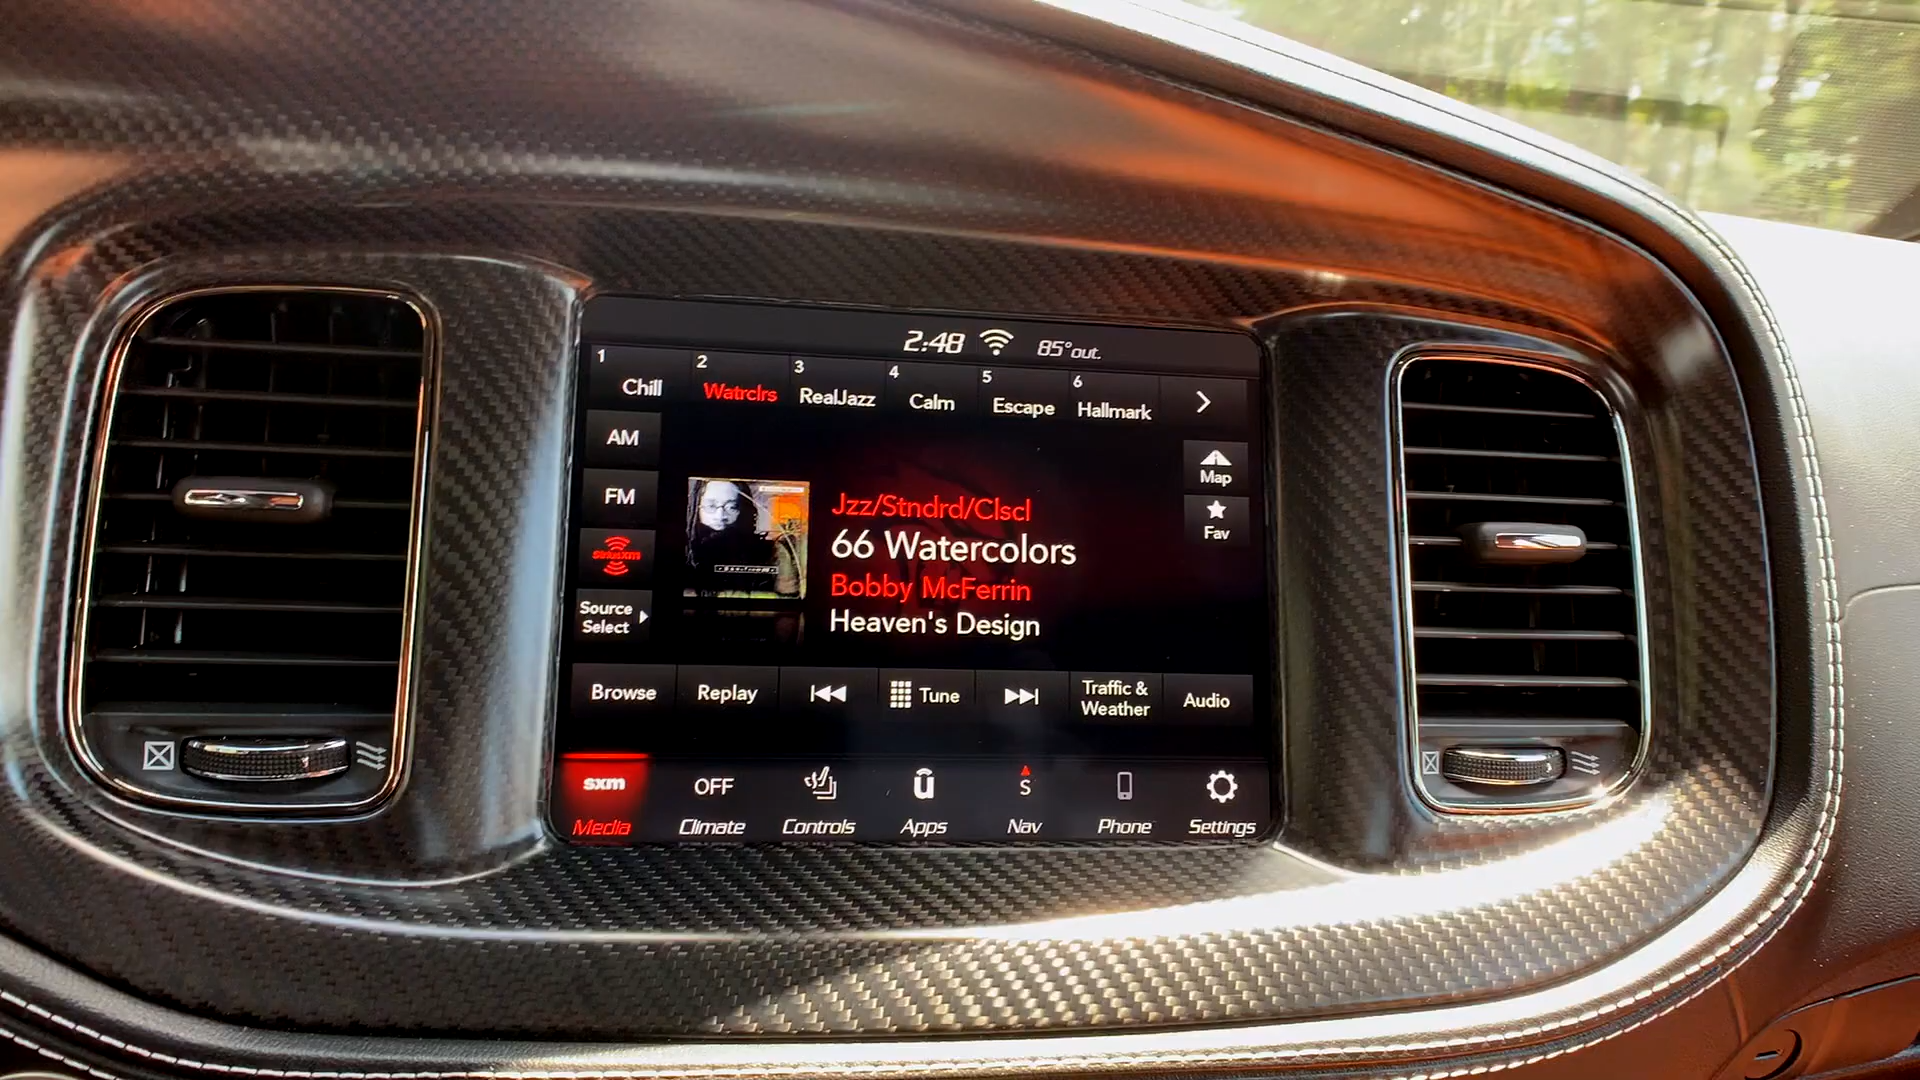 2:48 85°out.
1 Chill
2 Watrclrs
3 RealJazz
4 Calm
5 Escape
6 Hallmark
AM
FM
siriusxm
Source
Select
Map
Fav
Jzz/Stndrd/Clscl
66 Watercolors
Bobby McFerrin
Heaven's Design
Browse
Replay
Tune
Traffic &
Weather
Audio
sxm
Media
OFF
Climate
Controls
ū
Apps
S
Nav
Phone
Settings